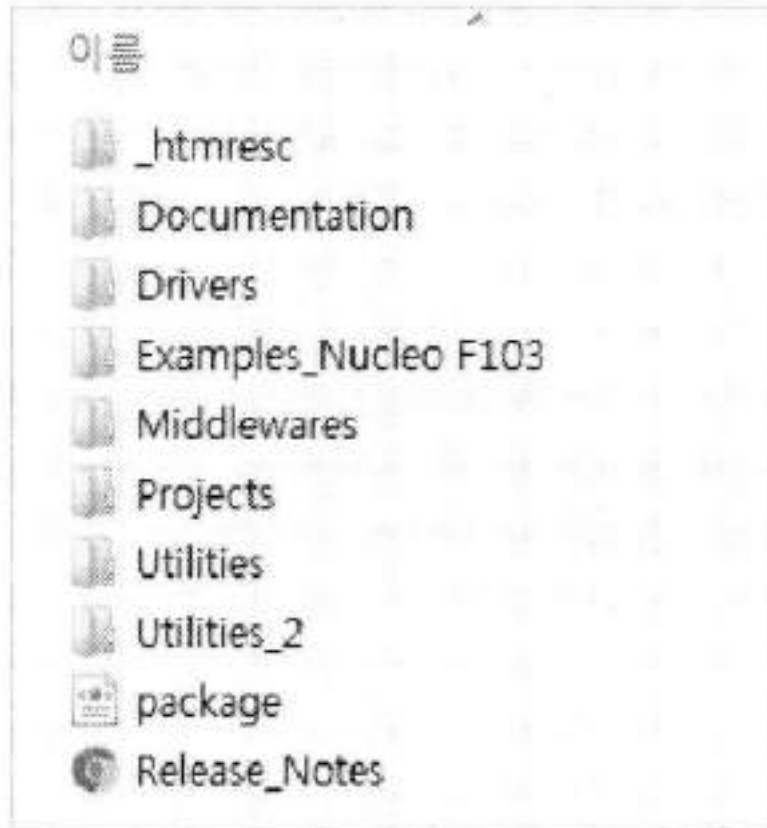 이름
_htmresc
Documentation
Drivers
Examples_Nucleo F103
Middlewares
Projects
Utilities
Utilities_2
package
Release_Notes